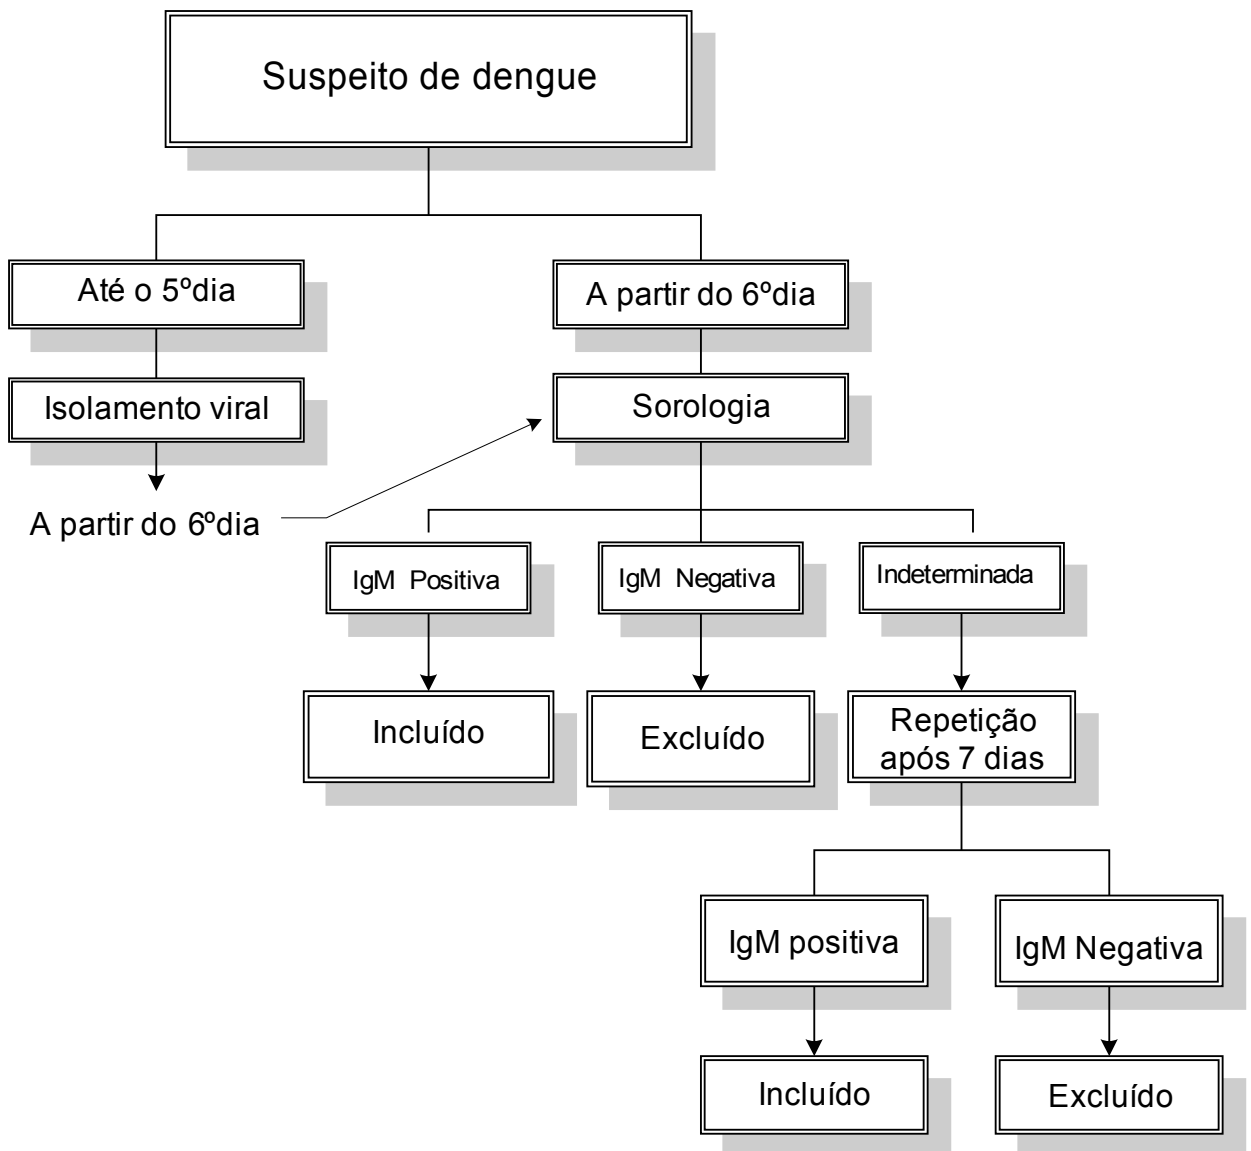 Suspeito de dengue
Até o 5ºdia
A partir do 6ºdia
Isolamento viral
Sorologia
A partir do 6ºdia
IgM Positiva
IgM Negativa
Indeterminada
Incluído
Excluído
Repetição
após 7 dias
IgM positiva
IgM Negativa
Incluído
Excluído